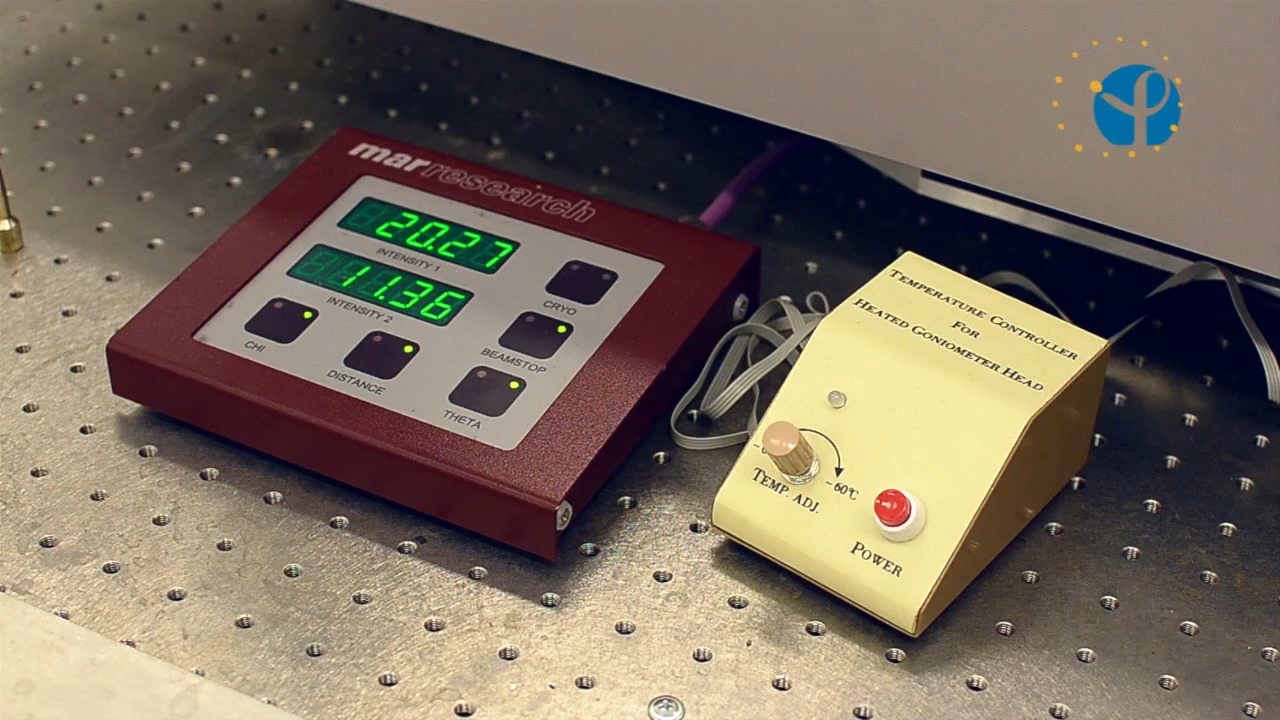 marresearch
20.27
INTENSITY 1
11.36
INTENSITY 2
CRYO
BEAMSTOP
CHI
DISTANCE
THETA
TEMPERATURE CONTROLLER
FOR
HEATED GONIOMETER HEAD
~60℃
TEMP. ADJ.
POWER